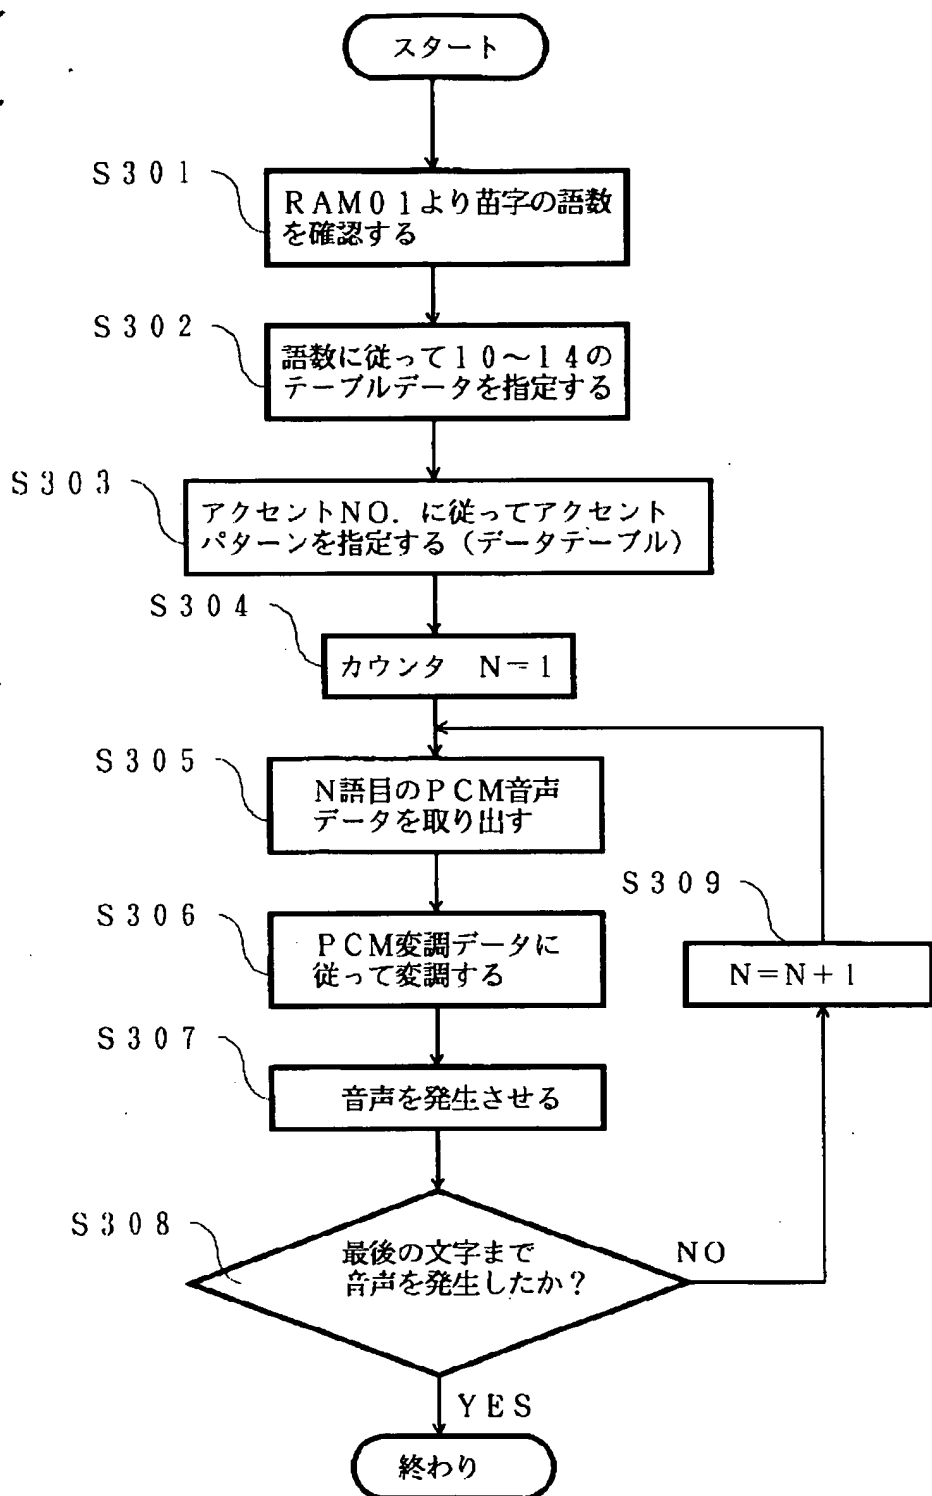 スタート
S301
RAM01より苗字の語数
を確認する
S302
語数に従って10～14の
テーブルデータを指定する
S303
アクセントNO.に従ってアクセント
パターンを指定する（データテーブル）
S304
カウンタ　N＝1
S305
N語目のPCM音声
データを取り出す
S306
PCM変調データに
従って変調する
S309
N＝N＋1
S307
音声を発生させる
S308
最後の文字まで
音声を発生したか？
NO
YES
終わり